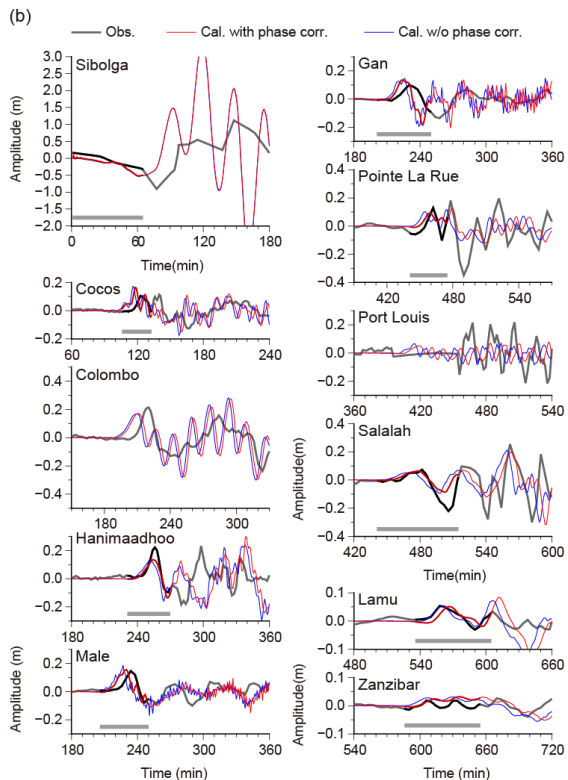 (b)
Obs. Cal. with phase corr. Cal. w/o phase corr.
Sibolga
3.0
2.5
2.0
1.5
1.0
0.5
0.0
-0.5
-1.0
-1.5
-2.0
Amplitude (m)
0 60 120 180
Time(min)
Cocos
0.2
0.0
-0.2
60 120 180 240
Colombo
0.4
0.2
0.0
-0.2
-0.4
200 250 300
Hanimaadhoo
0.2
0.0
-0.2
180 240 300 360
Male
0.2
0.0
-0.2
Amplitude (m)
180 240 300 360
Time (min)
Gan
0.2
0.0
-0.2
Amplitude (m)
180 240 300 360
Pointe La Rue
0.4
0.2
0.0
-0.2
-0.4
420 480 540
Port Louis
0.2
0.0
-0.2
360 420 480 540
Salalah
0.4
0.2
0.0
-0.2
-0.4
Amplitude(m)
420 480 540 600
Time(min)
Lamu
0.1
0.0
-0.1
480 540 600 660
Zanzibar
0.1
0.0
-0.1
Amplitude(m)
540 600 660 720
Time (min)